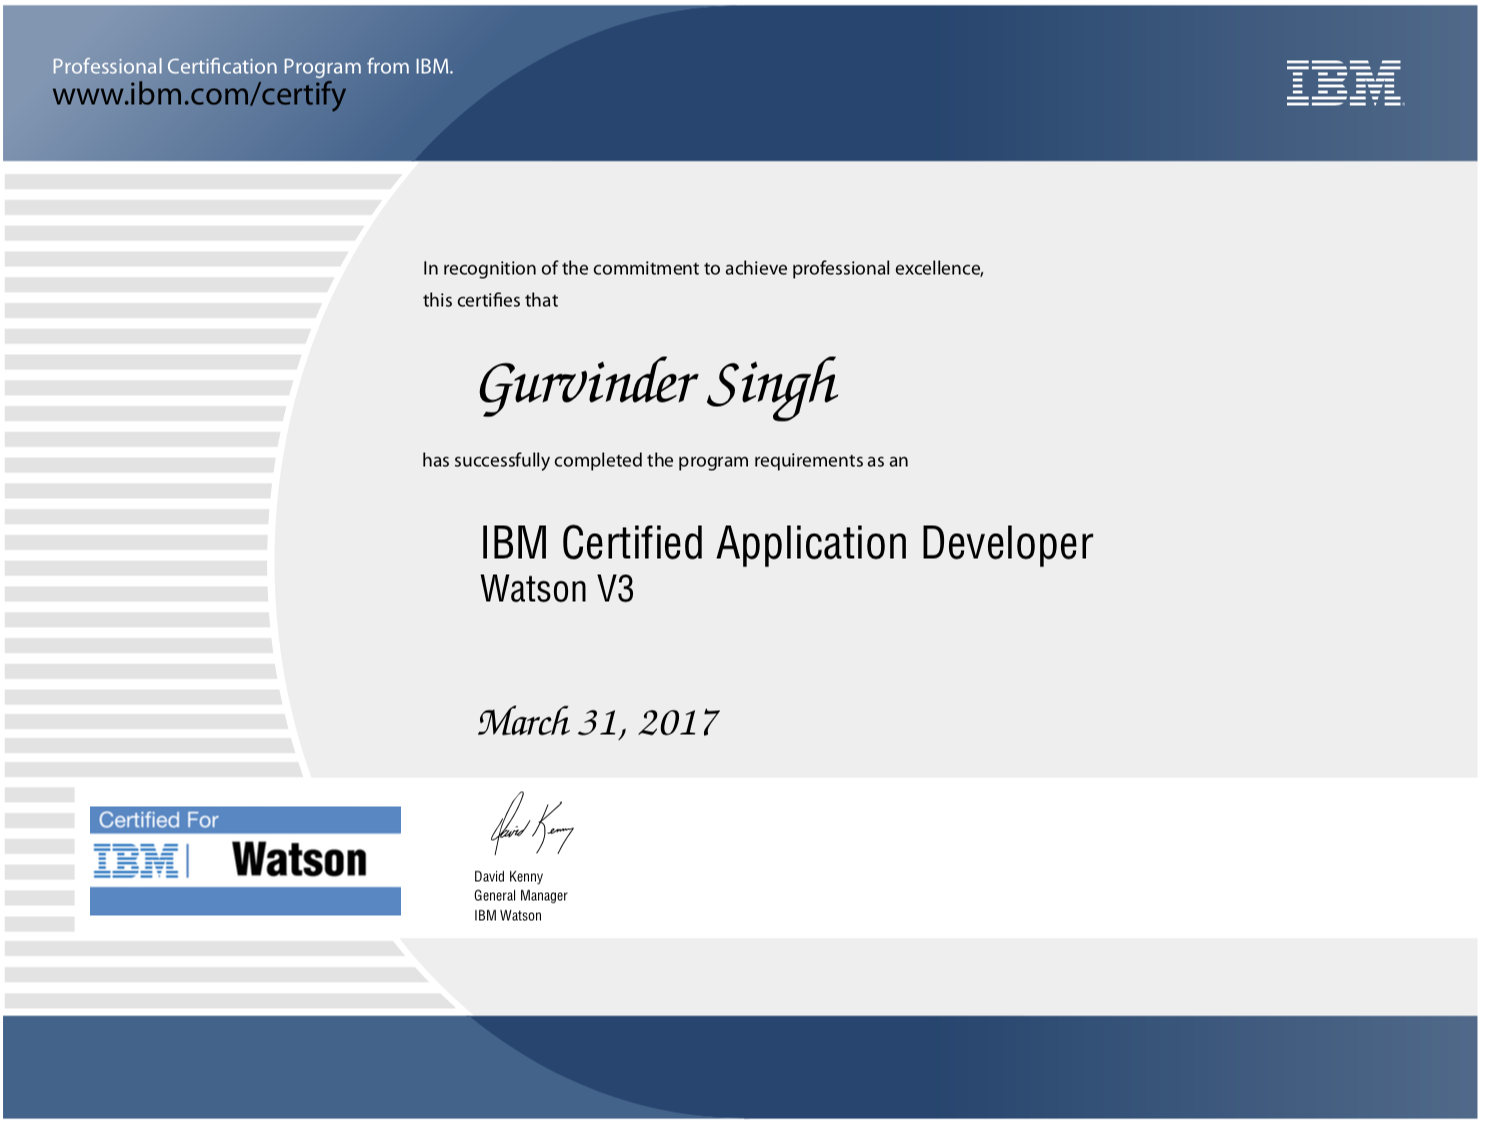 Professional Certification Program from IBM.
www.ibm.com/certify
IBM
In recognition of the commitment to achieve professional excellence,
this certifies that
Gurvinder Singh
has successfully completed the program requirements as an
IBM Certified Application Developer
Watson V3
March 31, 2017
Certified For
IBM Watson
David Kenny
David Kenny
General Manager
IBM Watson